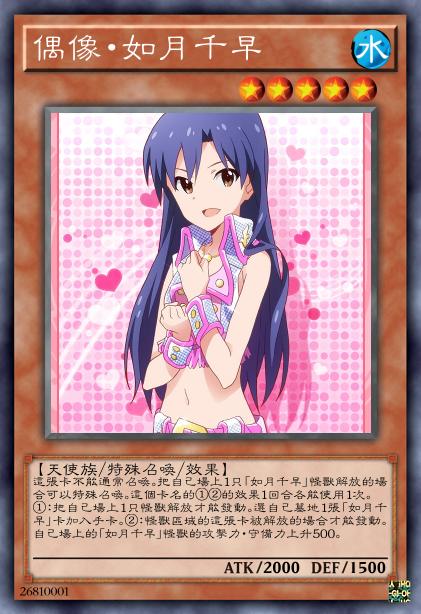 偶像·如月千早
水
【天使族/特殊召喚/效果】
這張卡不能通常召喚。把自己場上1只「如月千早」怪獸解放的場
合可以特殊召喚。這個卡名的①②的效果1回合各能使用1次。
①:把自己場上1只怪獸解放才能發動。選自己墓地1張「如月千
早」卡加入手卡。②:怪獸區域的這張卡被解放的場合才能發動。
自己場上的「如月千早」怪獸的攻擊力·守備力上升500。
ATK/2000 DEF/1500
26810001